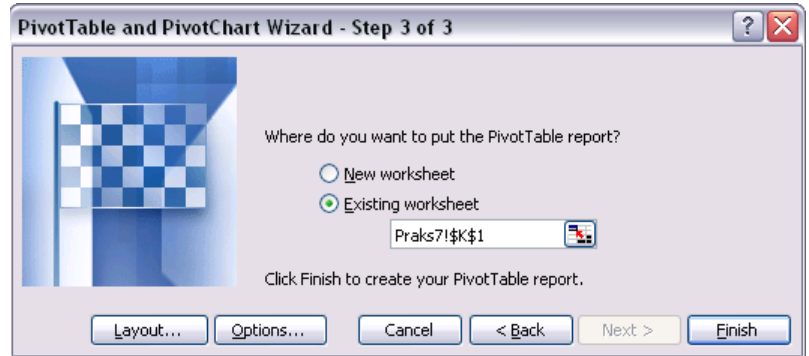 PivotTable and PivotChart Wizard - Step 3 of 3
Where do you want to put the PivotTable report?
New worksheet
Existing worksheet
Praks7!$K$1
Click Finish to create your PivotTable report.
Layout... Options... Cancel < Back Next > Finish